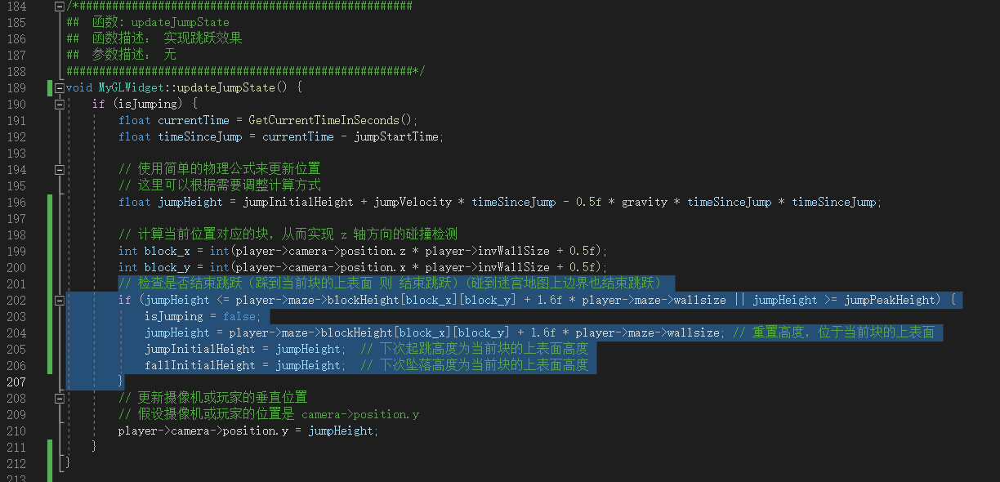 184 /*###################################################
185 ## 函数: updateJumpState
186 ## 函数描述： 实现跳跃效果
187 ## 参数描述： 无
188 #####################################################*/
189 void MyGLWidget::updateJumpState() {
190 if (isJumping) {
191 float currentTime = GetCurrentTimeInSeconds();
192 float timeSinceJump = currentTime - jumpStartTime;
193
194 // 使用简单的物理公式来更新位置
195 // 这里可以根据需要调整计算方式
196 float jumpHeight = jumpInitialHeight + jumpVelocity * timeSinceJump - 0.5f * gravity * timeSinceJump * timeSinceJump;
197
198 // 计算当前位置对应的块，从而实现 z 轴方向的碰撞检测
199 int block_x = int(player->camera->position.z * player->invWallSize + 0.5f);
200 int block_y = int(player->camera->position.x * player->invWallSize + 0.5f);
201 // 检查是否结束跳跃（踩到当前块的上表面 则 结束跳跃）（碰到迷宫地图上边界也结束跳跃）
202 if (jumpHeight <= player->maze->blockHeight[block_x][block_y] + 1.6f * player->maze->wallsize || jumpHeight >= jumpPeakHeight) {
203 isJumping = false;
204 jumpHeight = player->maze->blockHeight[block_x][block_y] + 1.6f * player->maze->wallsize; // 重置高度，位于当前块的上表面
205 jumpInitialHeight = jumpHeight; // 下次起跳高度为当前块的上表面高度
206 fallInitialHeight = jumpHeight; // 下次坠落高度为当前块的上表面高度
207 }
208 // 更新摄像机或玩家的垂直位置
209 // 假设摄像机或玩家的位置是 camera->position.y
210 player->camera->position.y = jumpHeight;
211 }
212 }
213